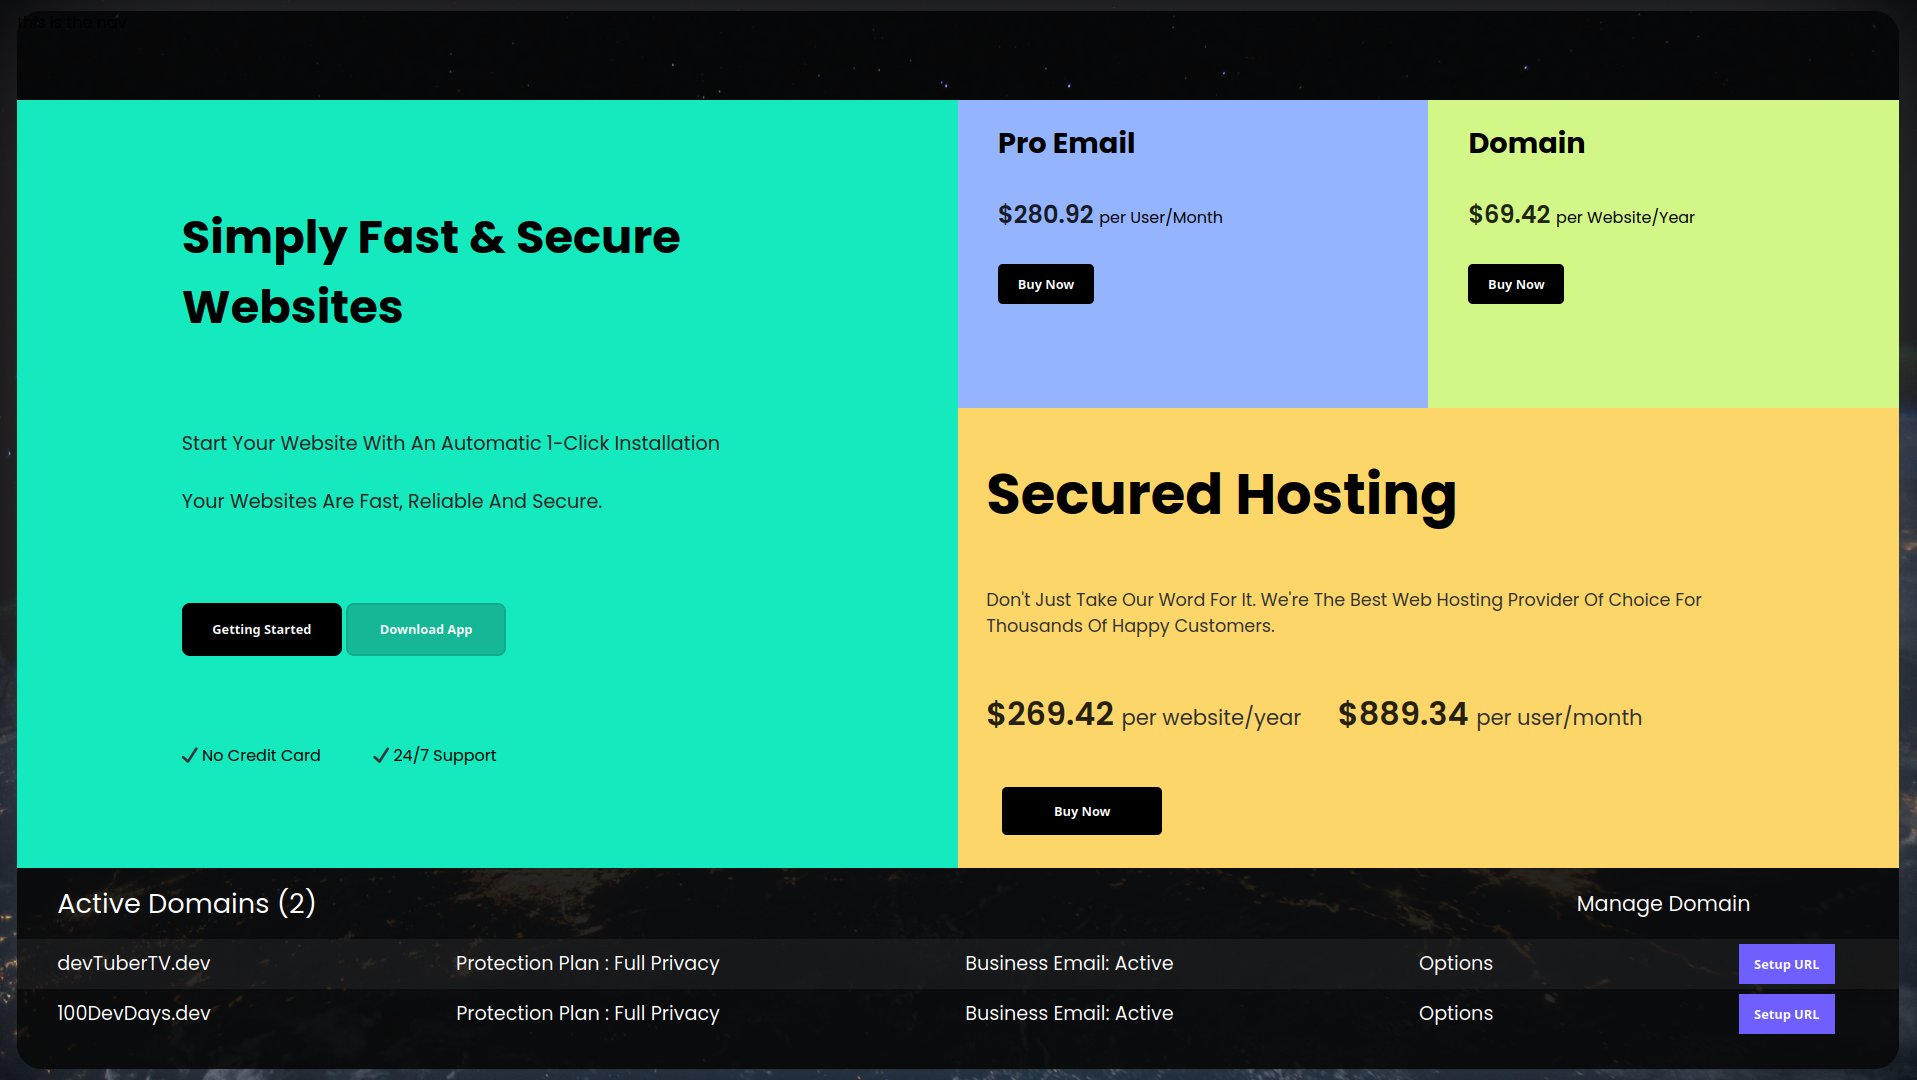 this is the nav
Simply Fast & Secure
Websites
Start Your Website With An Automatic 1-Click Installation
Your Websites Are Fast, Reliable And Secure.
Getting Started
Download App
No Credit Card
24/7 Support
Pro Email
$280.92 per User/Month
Buy Now
Domain
$69.42 per Website/Year
Buy Now
Secured Hosting
Don't Just Take Our Word For It. We're The Best Web Hosting Provider Of Choice For
Thousands Of Happy Customers.
$269.42 per website/year
$889.34 per user/month
Buy Now
Active Domains (2)
Manage Domain
devTuberTV.dev
Protection Plan : Full Privacy
Business Email: Active
Options
Setup URL
100DevDays.dev
Protection Plan : Full Privacy
Business Email: Active
Options
Setup URL